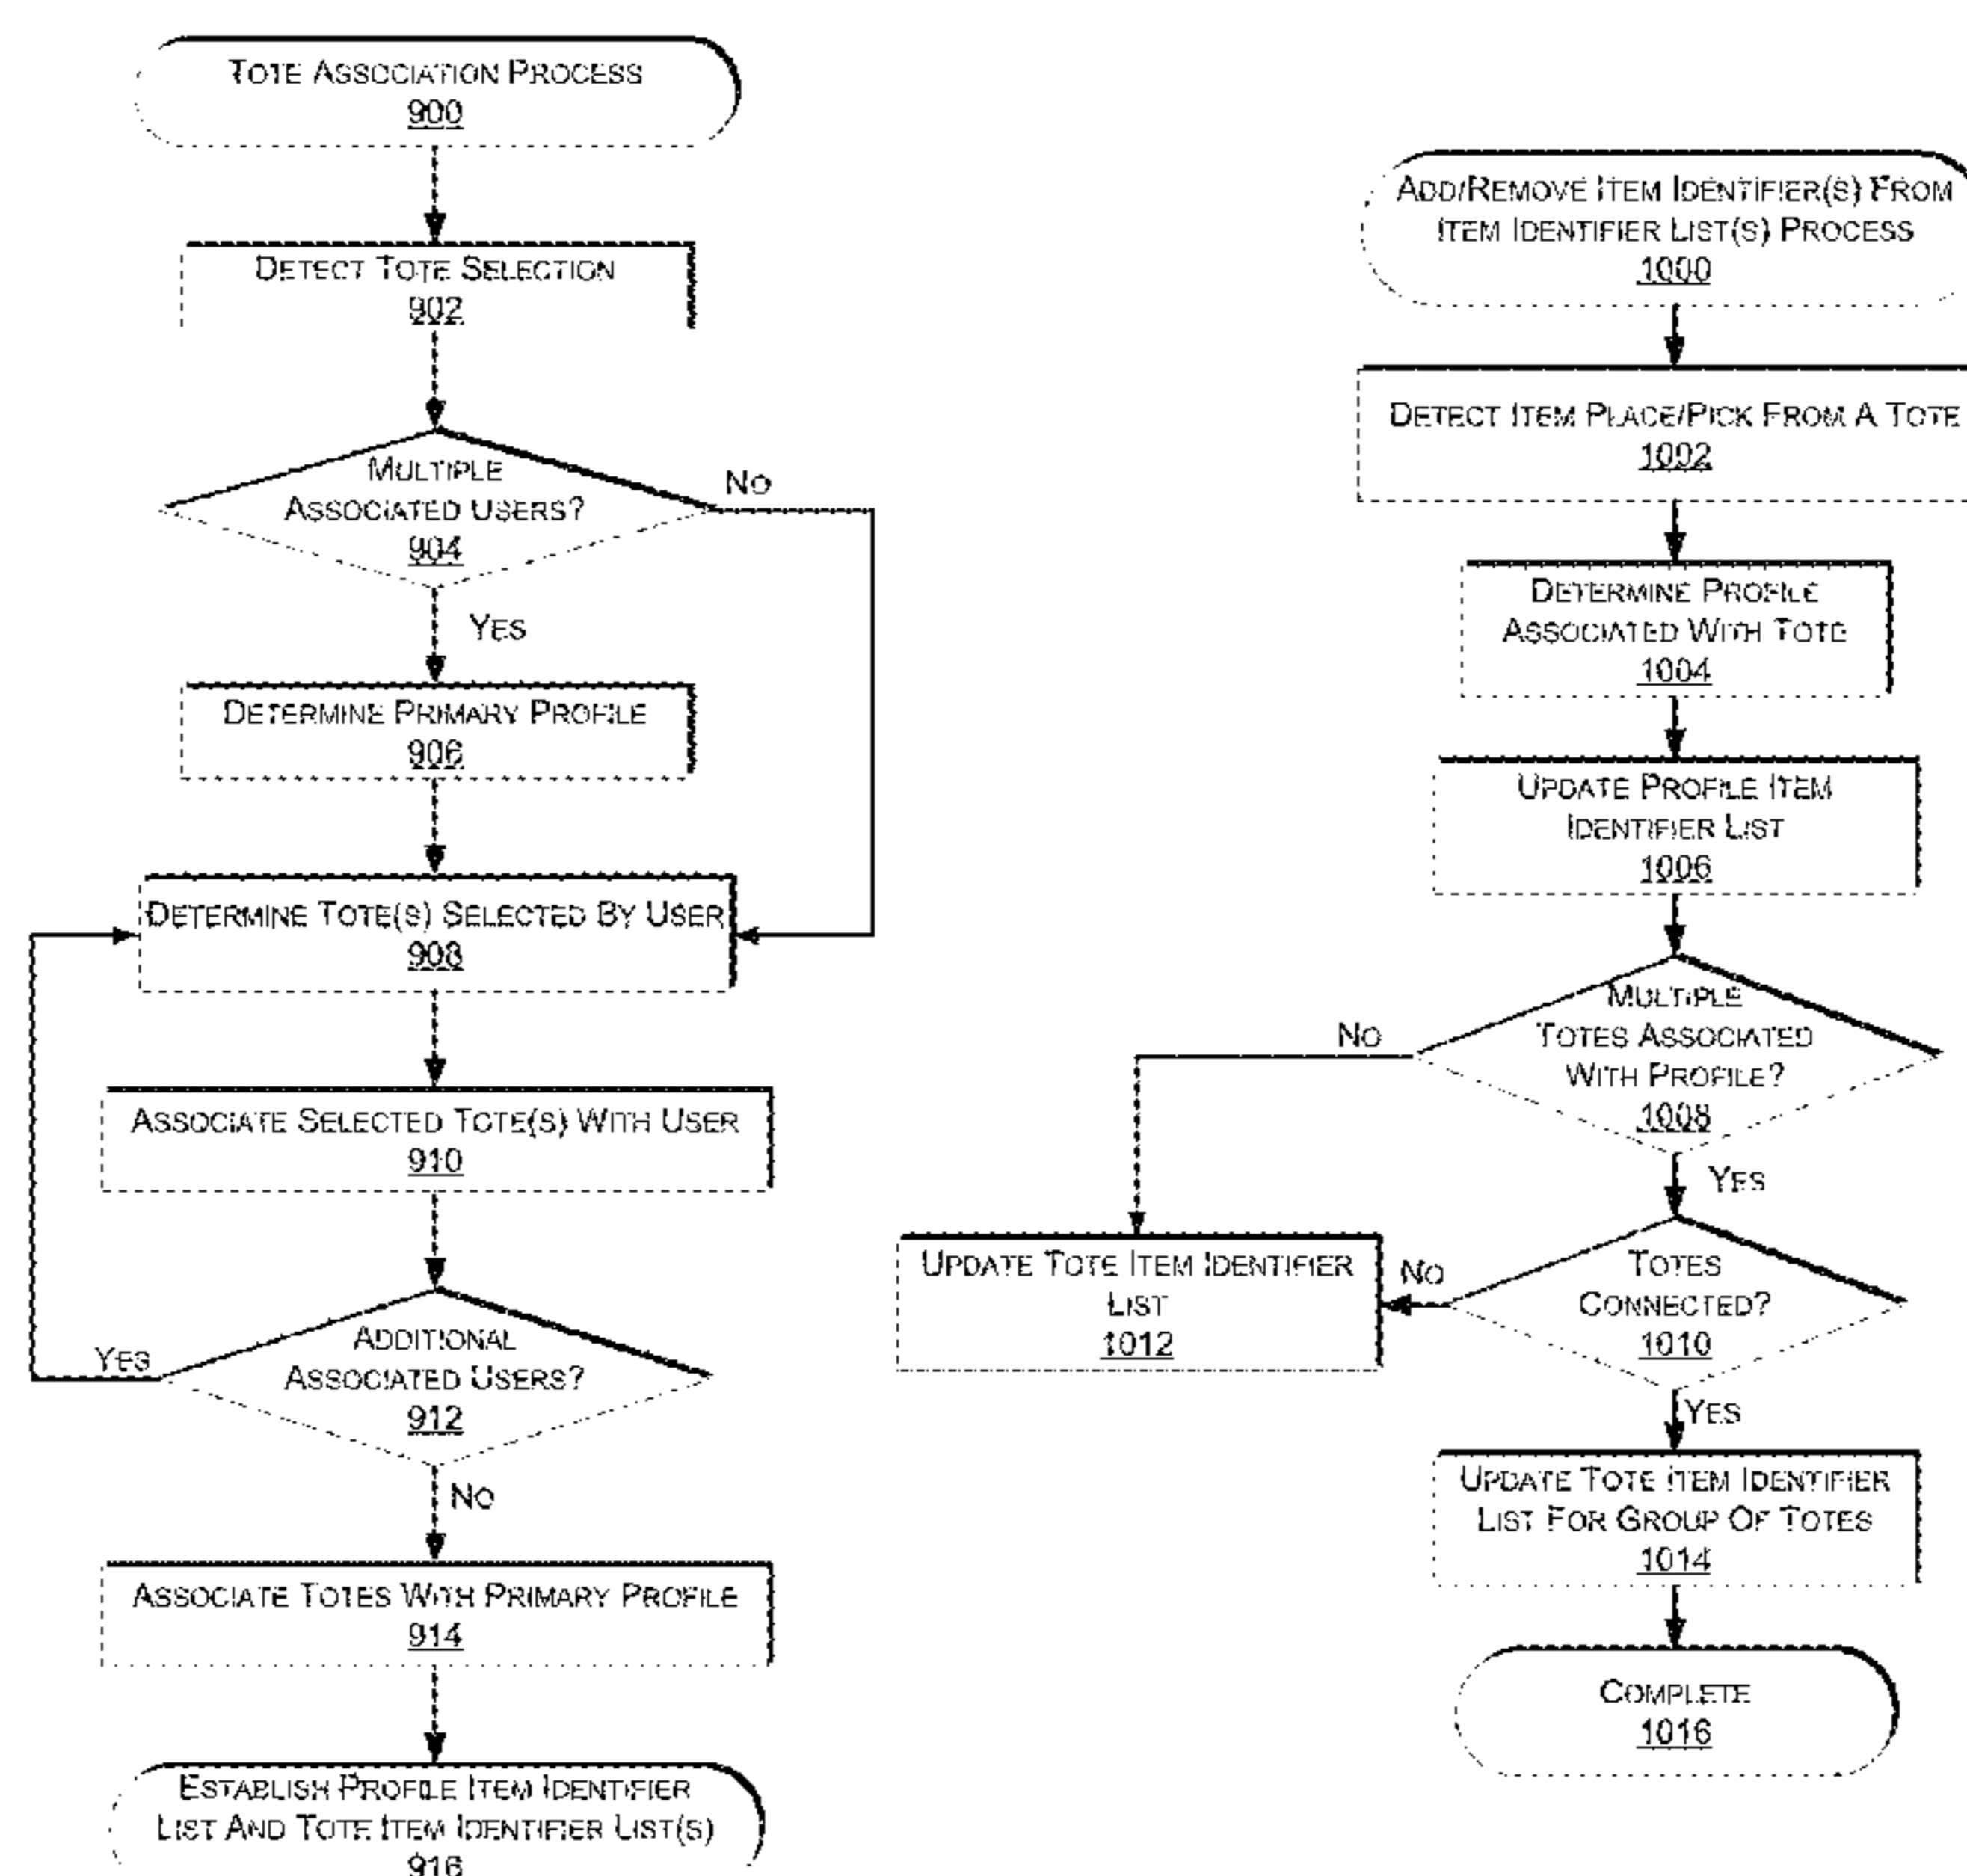 TOTE ASSOCIATION PROCESS
900
DETECT TOTE SELECTION
902
MULTIPLE
ASSOCIATED USERS?
904
NO
YES
DETERMINE PRIMARY PROFILE
906
DETERMINE TOTE(S) SELECTED BY USER
908
ASSOCIATE SELECTED TOTE(S) WITH USER
910
ADDITIONAL
ASSOCIATED USERS?
912
YES
NO
ASSOCIATE TOTES WITH PRIMARY PROFILE
914
ESTABLISH PROFILE ITEM IDENTIFIER
LIST AND TOTE ITEM IDENTIFIER LIST(S)
916
ADD/REMOVE ITEM IDENTIFIER(S) FROM
ITEM IDENTIFIER LIST(S) PROCESS
1000
DETECT ITEM PLACE/PICK FROM A TOTE
1002
DETERMINE PROFILE
ASSOCIATED WITH TOTE
1004
UPDATE PROFILE ITEM
IDENTIFIER LIST
1006
MULTIPLE
TOTES ASSOCIATED
WITH PROFILE?
1008
NO
YES
TOTES
CONNECTED?
1010
NO
UPDATE TOTE ITEM IDENTIFIER
LIST
1012
YES
UPDATE TOTE ITEM IDENTIFIER
LIST FOR GROUP OF TOTES
1014
COMPLETE
1016